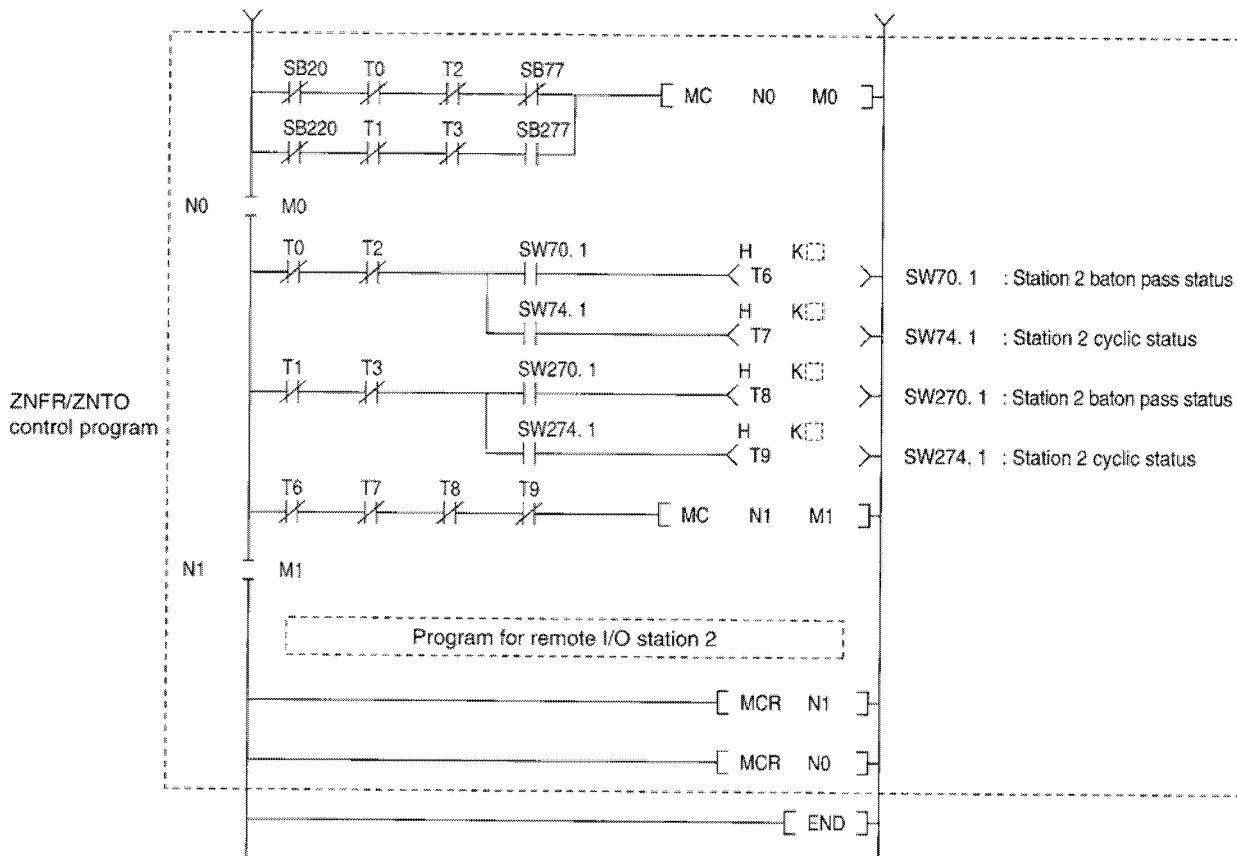 SB20 T0 T2 SB77
MC N0 M0
SB220 T1 T3 SB277
N0 M0
T0 T2 SW70. 1 H K
T6 SW70. 1 : Station 2 baton pass status
SW74. 1 H K
T7 SW74. 1 : Station 2 cyclic status
T1 T3 SW270. 1 H K
T8 SW270. 1 : Station 2 baton pass status
ZNFR/ZNTO
control program
SW274. 1 H K
T9 SW274. 1 : Station 2 cyclic status
T6 T7 T8 T9
MC N1 M1
N1 M1
Program for remote I/O station 2
MCR N1
MCR N0
END